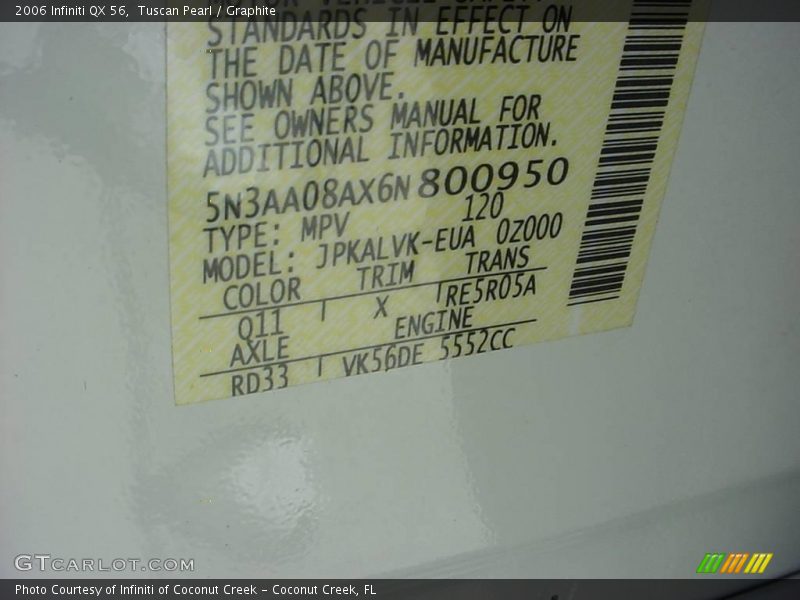 2006 Infiniti QX 56, Tuscan Pearl / Graphite
STANDARDS IN EFFECT ON
THE DATE OF MANUFACTURE
SHOWN ABOVE.
SEE OWNERS MANUAL FOR
ADDITIONAL INFORMATION.
5N3AA08AX6N800950
TYPE: MPV 120
MODEL: JPKALVK-EUA 0Z000
COLOR TRIM TRANS
Q11 X RE5R05A
AXLE ENGINE
RD33 VK56DE 5552CC
GTCARLOT.COM
Photo Courtesy of Infiniti of Coconut Creek – Coconut Creek, FL